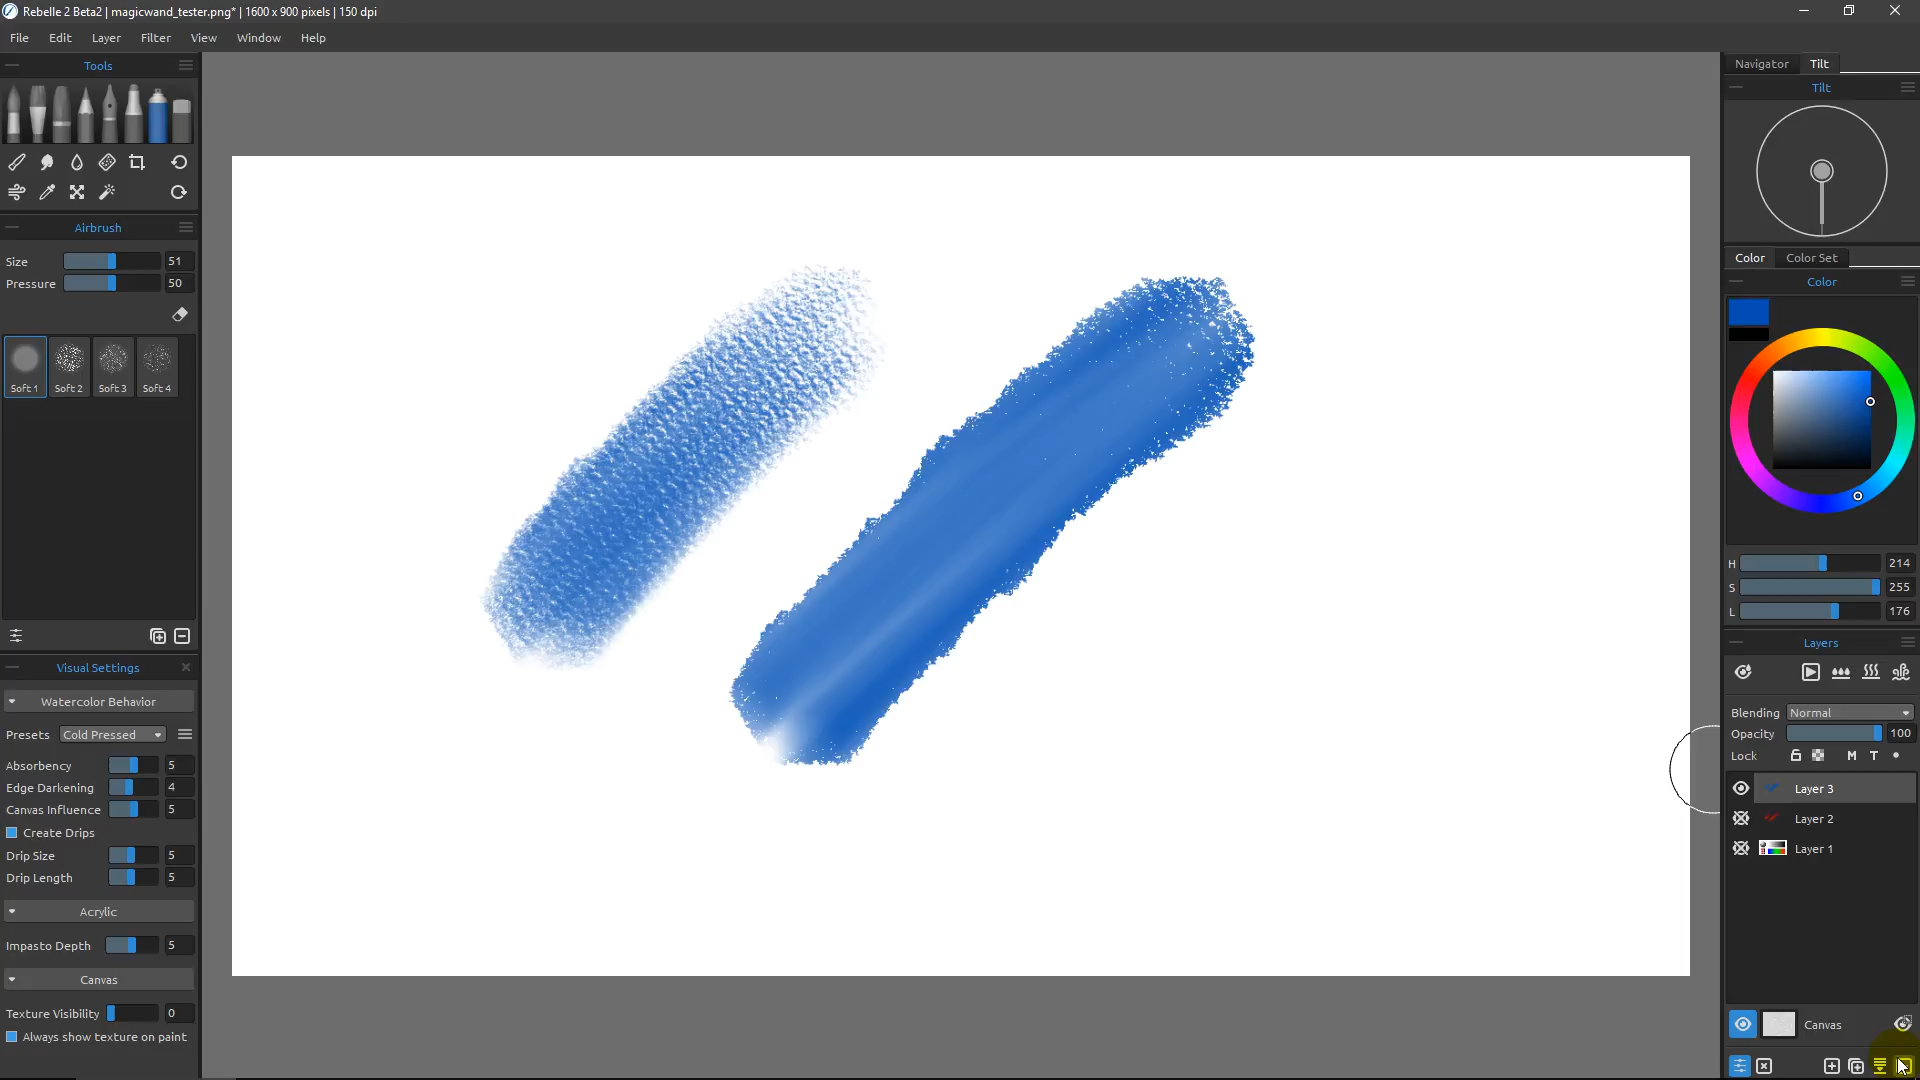 Rebelle 2 Beta2 | magicwand_tester.png* | 1600 x 900 pixels | 150 dpi
File Edit Layer Filter View Window Help
Tools
Airbrush
Size 51
Pressure 50
Soft 1 Soft 2 Soft 3 Soft 4
Visual Settings
Watercolor Behavior
Presets Cold Pressed
Absorbency 5
Edge Darkening 4
Canvas Influence 5
Create Drips
Drip Size 5
Drip Length 5
Acrylic
Impasto Depth 5
Canvas
Texture Visibility 0
Always show texture on paint
Navigator Tilt
Tilt
Color Color Set
Color
H 214
S 255
L 176
Layers
Blending Normal
Opacity 100
Lock M T
Layer 3
Layer 2
Layer 1
Canvas